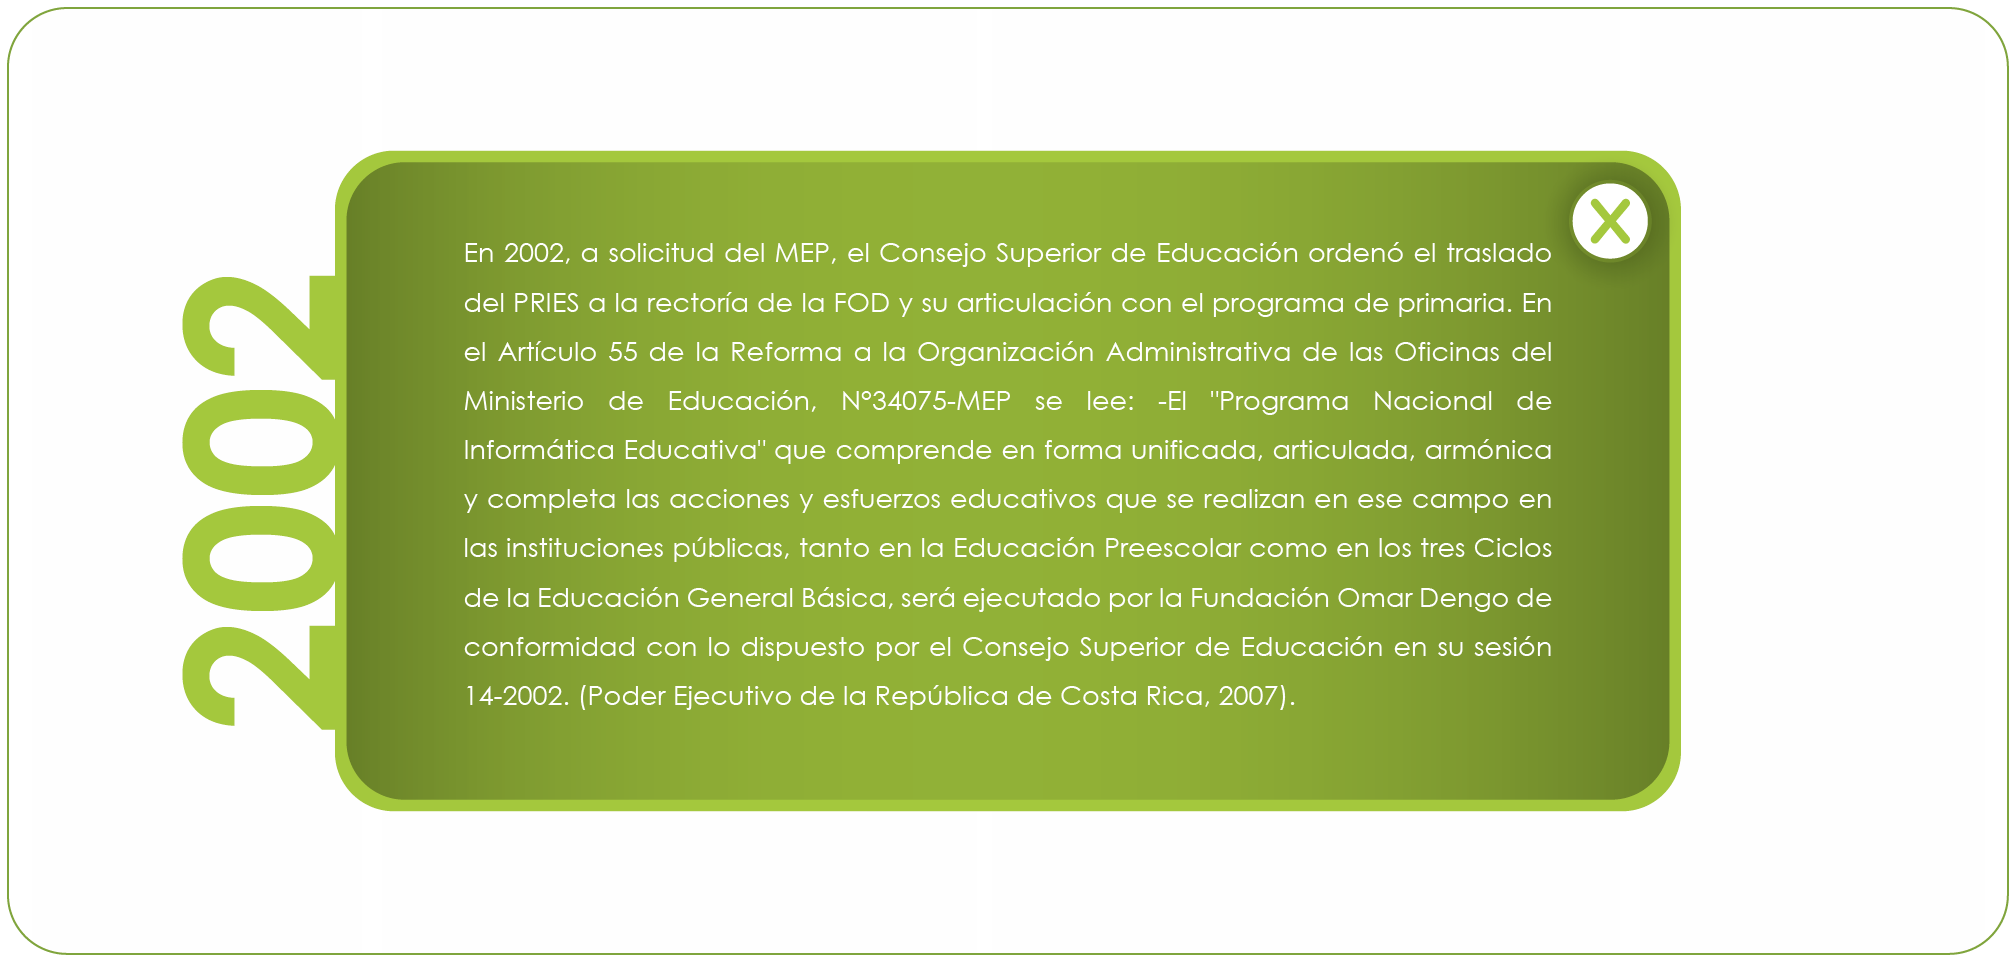 2002
X
En 2002, a solicitud del MEP, el Consejo Superior de Educación ordenó el traslado
del PRIES a la rectoría de la FOD y su articulación con el programa de primaria. En
el Artículo 55 de la Reforma a la Organización Administrativa de las Oficinas del
Ministerio de Educación, N°34075-MEP se lee: -El "Programa Nacional de
Informática Educativa" que comprende en forma unificada, articulada, armónica
y completa las acciones y esfuerzos educativos que se realizan en ese campo en
las instituciones públicas, tanto en la Educación Preescolar como en los tres Ciclos
de la Educación General Básica, será ejecutado por la Fundación Omar Dengo de
conformidad con lo dispuesto por el Consejo Superior de Educación en su sesión
14-2002. (Poder Ejecutivo de la República de Costa Rica, 2007).